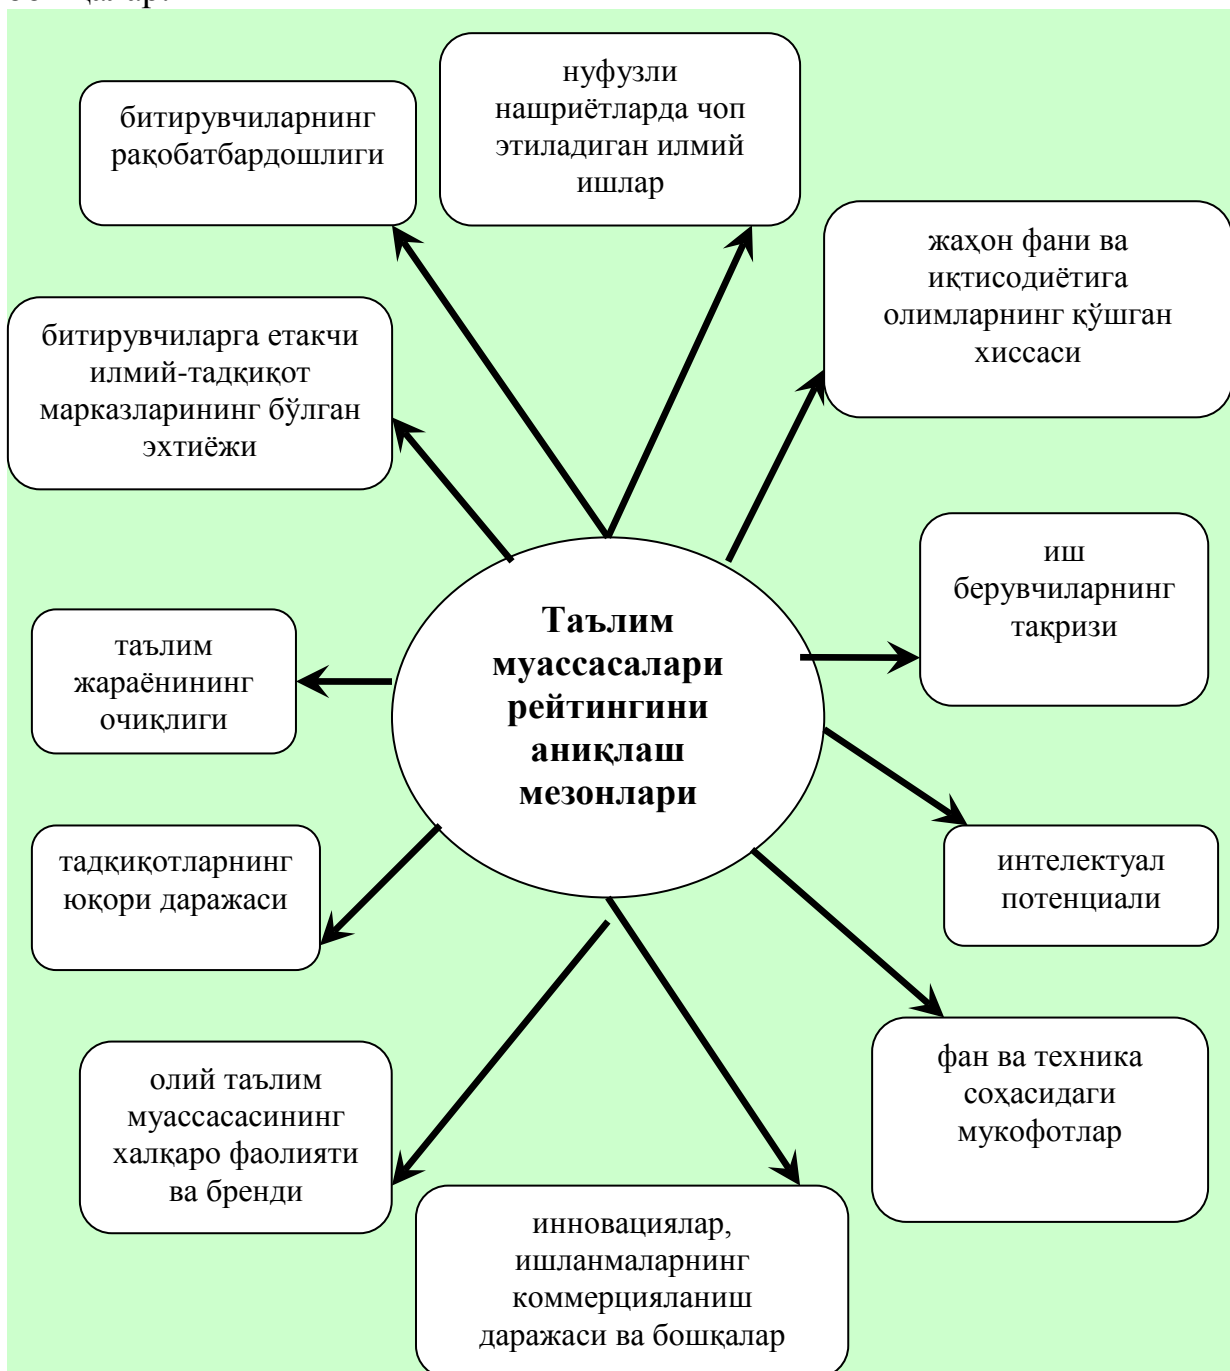 нуфузли
нашриётларда чоп
этиладиган илмий
ишлар
битирувчиларнинг
рақобатбардошлиги
жаҳон фани ва
иқтисодиётига
олимларнинг қўшган
хиссаси
битирувчиларга етакчи
илмий-тадқиқот
марказларининг бўлган
эхтиёжи
иш
берувчиларнинг
тақризи
Таълим
муассасалари
рейтингини
аниқлаш
мезонлари
таълим
жараёнининг
очиқлиги
тадқиқотларнинг
юқори даражаси
интелектуал
потенциали
фан ва техника
соҳасидаги
мукофотлар
олий таълим
муассасасининг
халқаро фаолияти
ва бренди
инновациялар,
ишланмаларнинг
коммерцияланиш
даражаси ва бошқалар